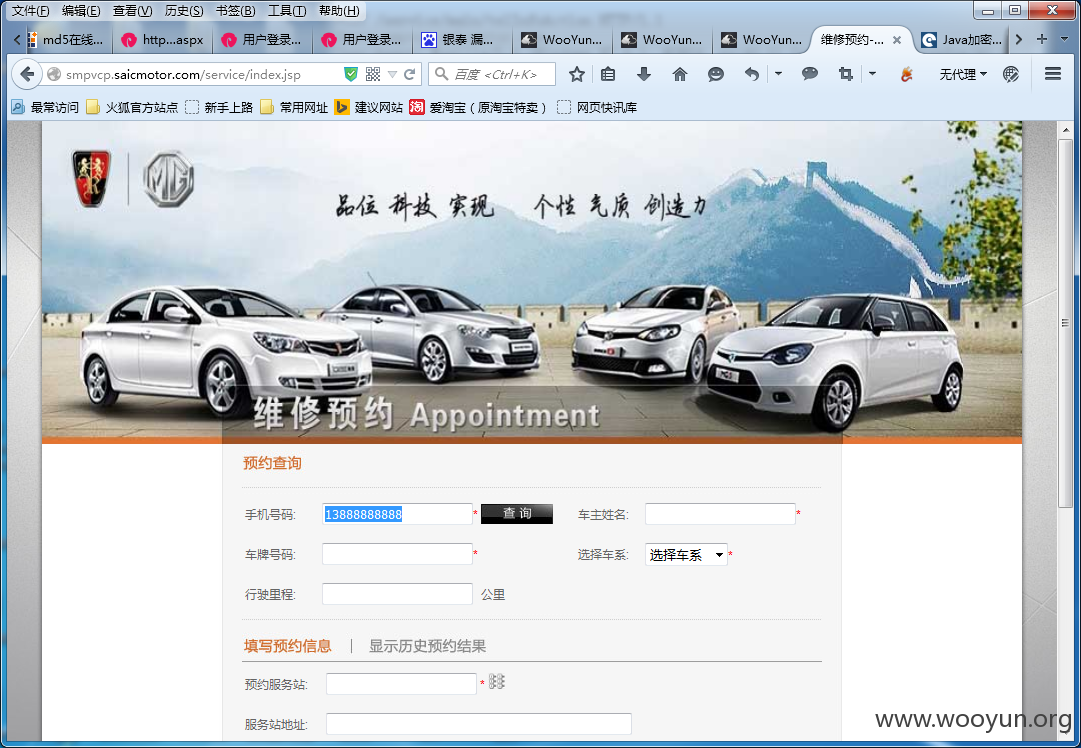 文件(F) 编辑(E) 查看(V) 历史(S) 书签(B) 工具(T) 帮助(H)
md5在线... http...aspx 用户登录... 用户登录... 银泰 漏... WooYun... WooYun... WooYun... 维修预约-... Java加密...
smpvcp.saicmotor.com/service/index.jsp 百度 <Ctrl+K> 无代理
最常访问 火狐官方站点 新手上路 常用网址 建议网站 爱淘宝（原淘宝特卖） 网页快讯库
MG
品位 科技 实现 个性 气质 创造力
维修预约 Appointment
预约查询
手机号码: 13888888888 * 查 询 车主姓名: *
车牌号码: * 选择车系: 选择车系 *
行驶里程: 公里
填写预约信息 | 显示历史预约结果
预约服务站: *
服务站地址:
www.wooyun.org